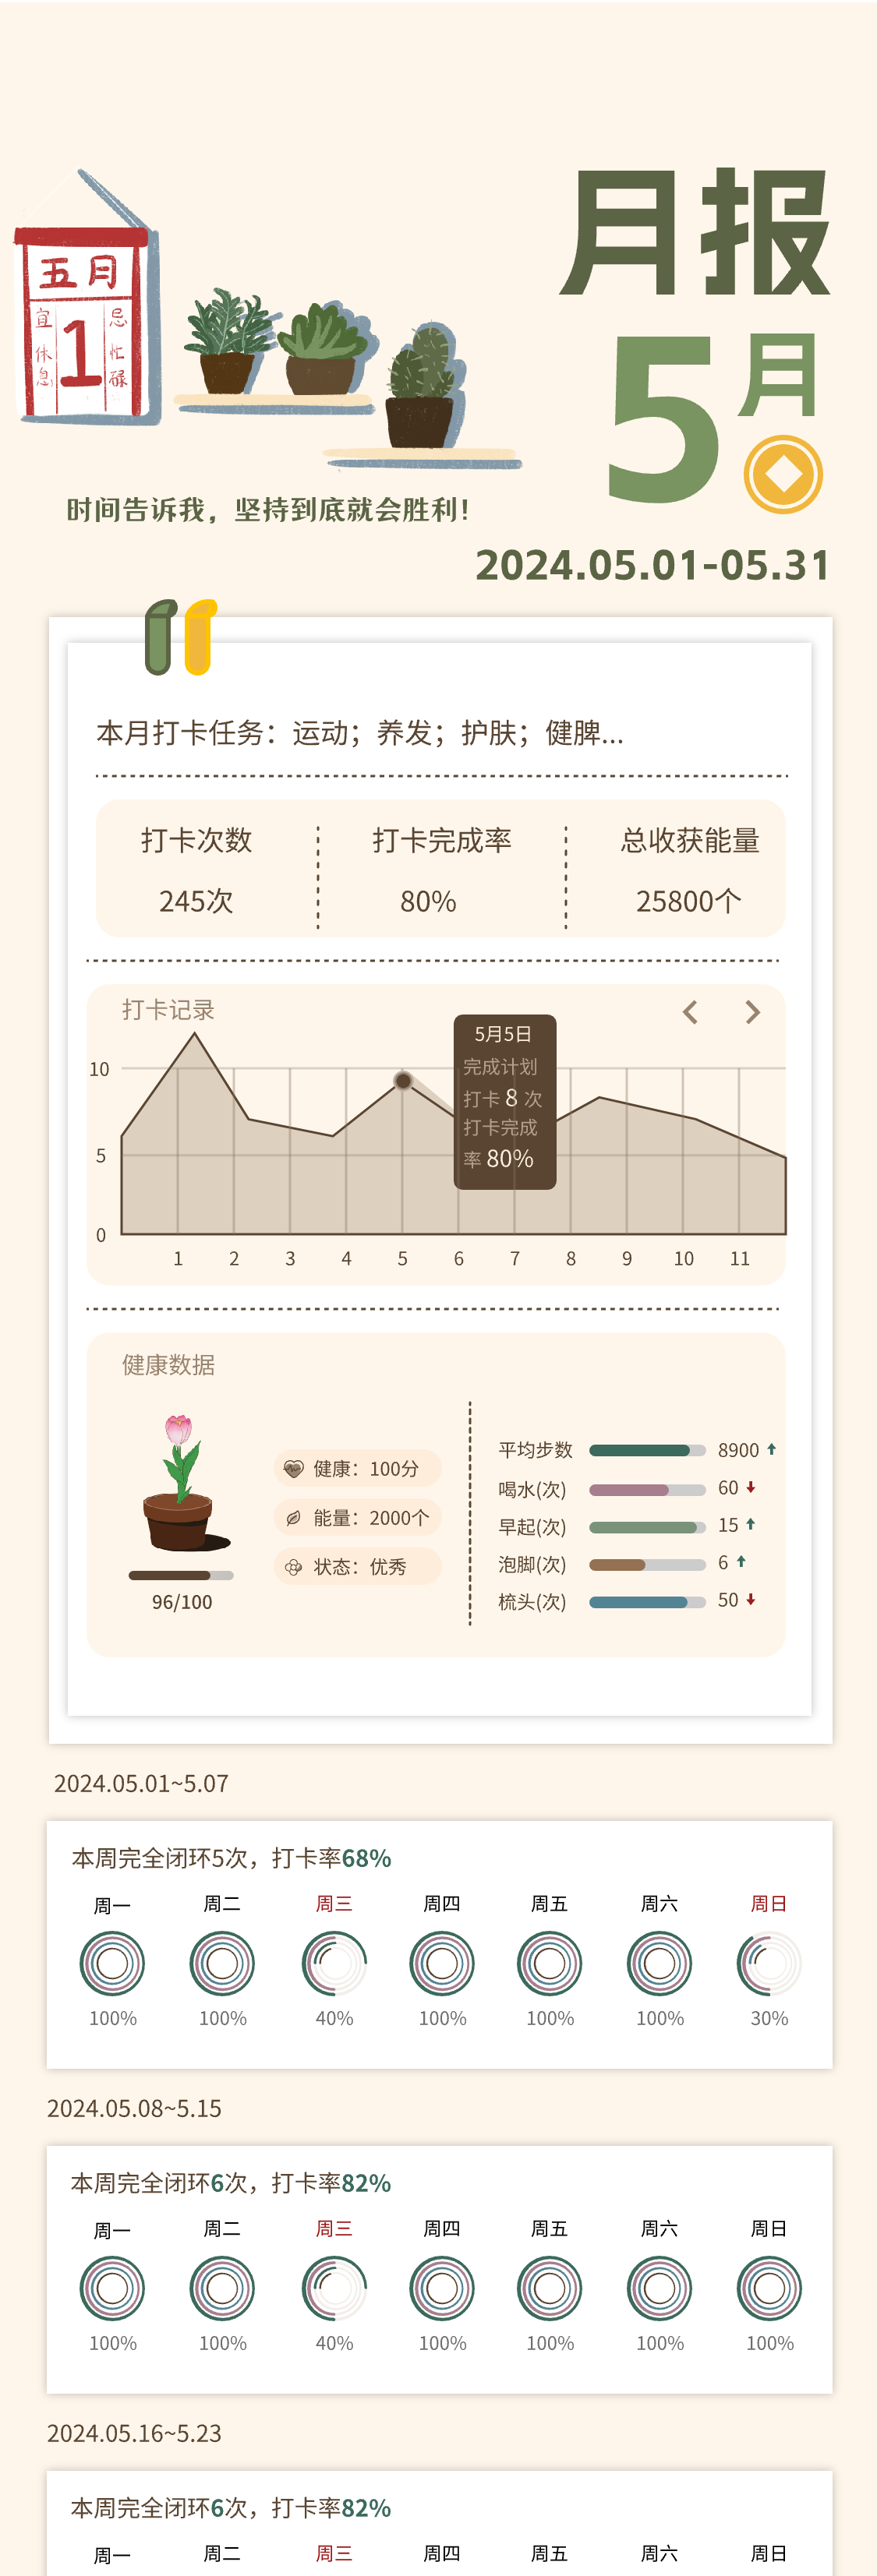 月报
五月
宜 1 忌
休息 忙碌
5月
时间告诉我，坚持到底就会胜利！
2024.05.01-05.31
本月打卡任务：运动；养发；护肤；健脾...
打卡次数 打卡完成率 总收获能量
245次 80% 25800个
打卡记录
5月5日
完成计划
打卡 8 次
打卡完成
率 80%
10
5
0
1 2 3 4 5 6 7 8 9 10 11
健康数据
健康：100分
能量：2000个
状态：优秀
96/100
平均步数 8900
喝水(次) 60
早起(次) 15
泡脚(次) 6
梳头(次) 50
2024.05.01~5.07
本周完全闭环5次，打卡率68%
周一 周二 周三 周四 周五 周六 周日
100% 100% 40% 100% 100% 100% 30%
2024.05.08~5.15
本周完全闭环6次，打卡率82%
周一 周二 周三 周四 周五 周六 周日
100% 100% 40% 100% 100% 100% 100%
2024.05.16~5.23
本周完全闭环6次，打卡率82%
周一 周二 周三 周四 周五 周六 周日